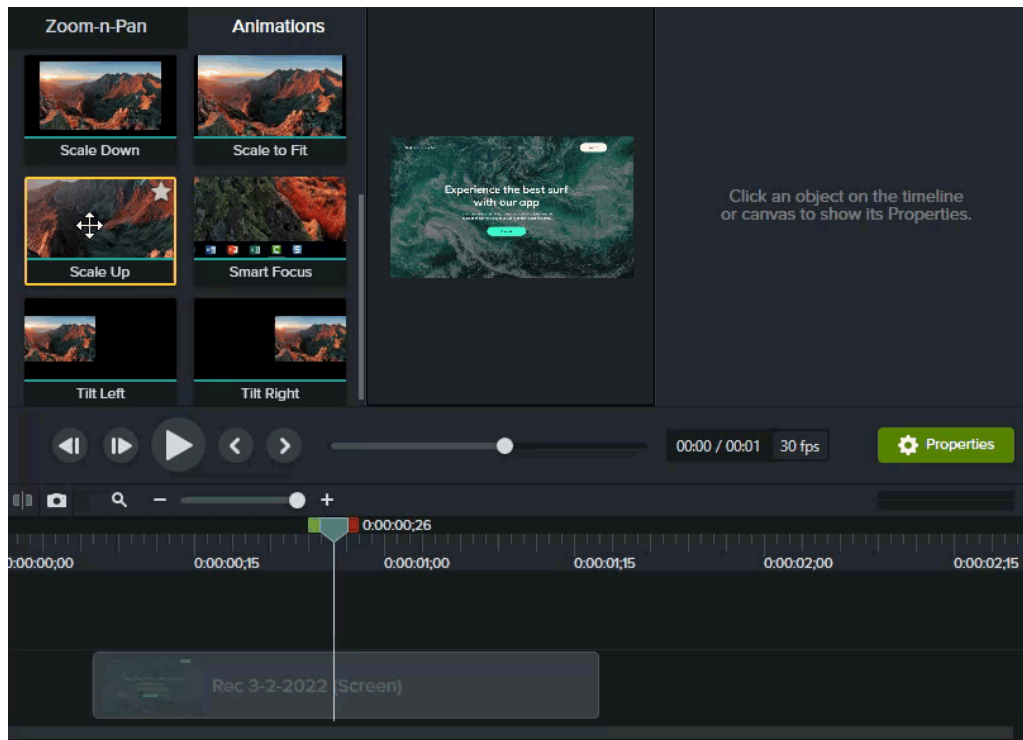 Zoom-n-Pan
Animations
Scale Down
Scale to Fit
Scale Up
Smart Focus
Tilt Left
Tilt Right
Experience the best surf
with our app
Click an object on the timeline
or canvas to show its Properties.
00:00 / 00:01
30 fps
Properties
0:00:00;26
0:00:00;00
0:00:00;15
0:00:01;00
0:00:01;15
0:00:02;00
0:00:02;15
Rec 3-2-2022 (Screen)